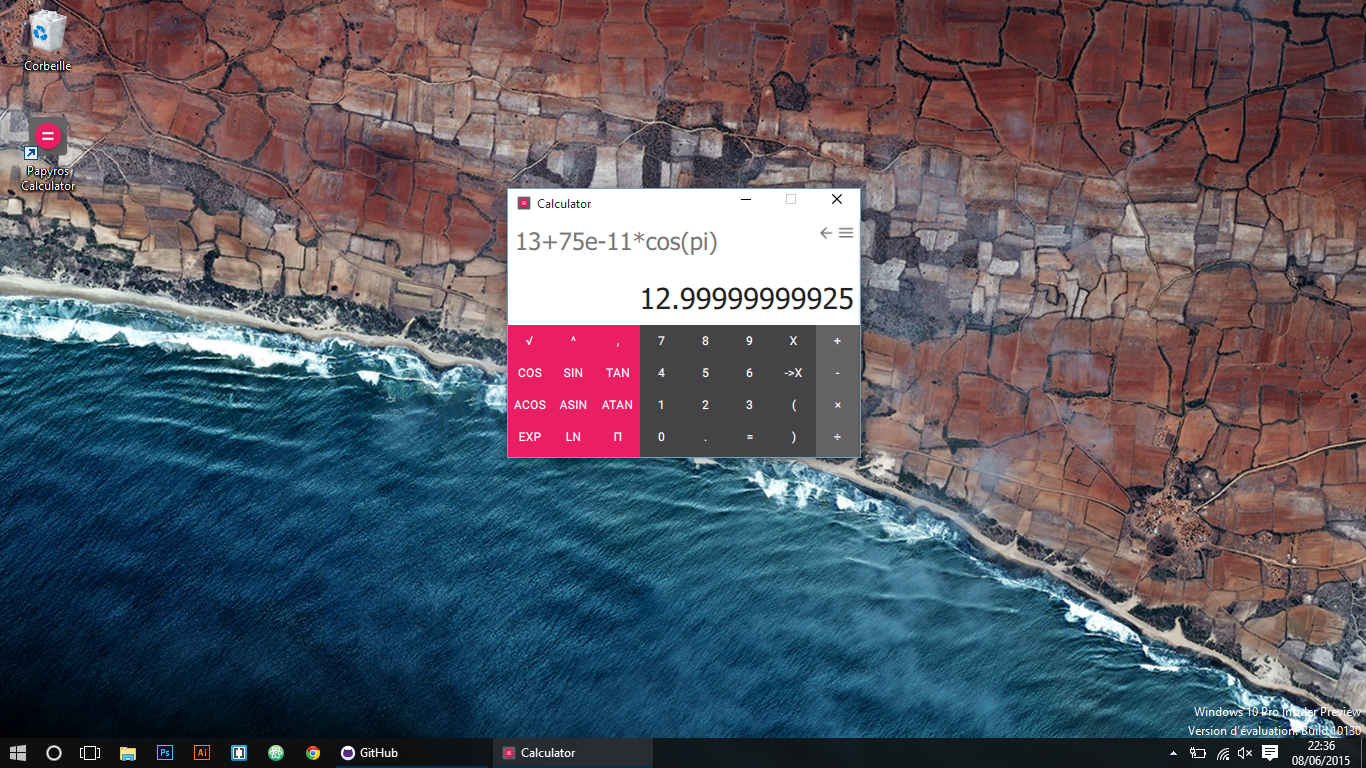 Corbeille
Papyros
Calculator
Calculator
13+75e-11*cos(pi)
12.99999999925
√ ^ , 7 8 9 X +
COS SIN TAN 4 5 6 ->X -
ACOS ASIN ATAN 1 2 3 ( ×
EXP LN Π 0 . = ) ÷
Windows 10 Pro Insider Preview
Version d'évaluation. Build 10130
Ps Ai GitHub Calculator 22:36
08/06/2015